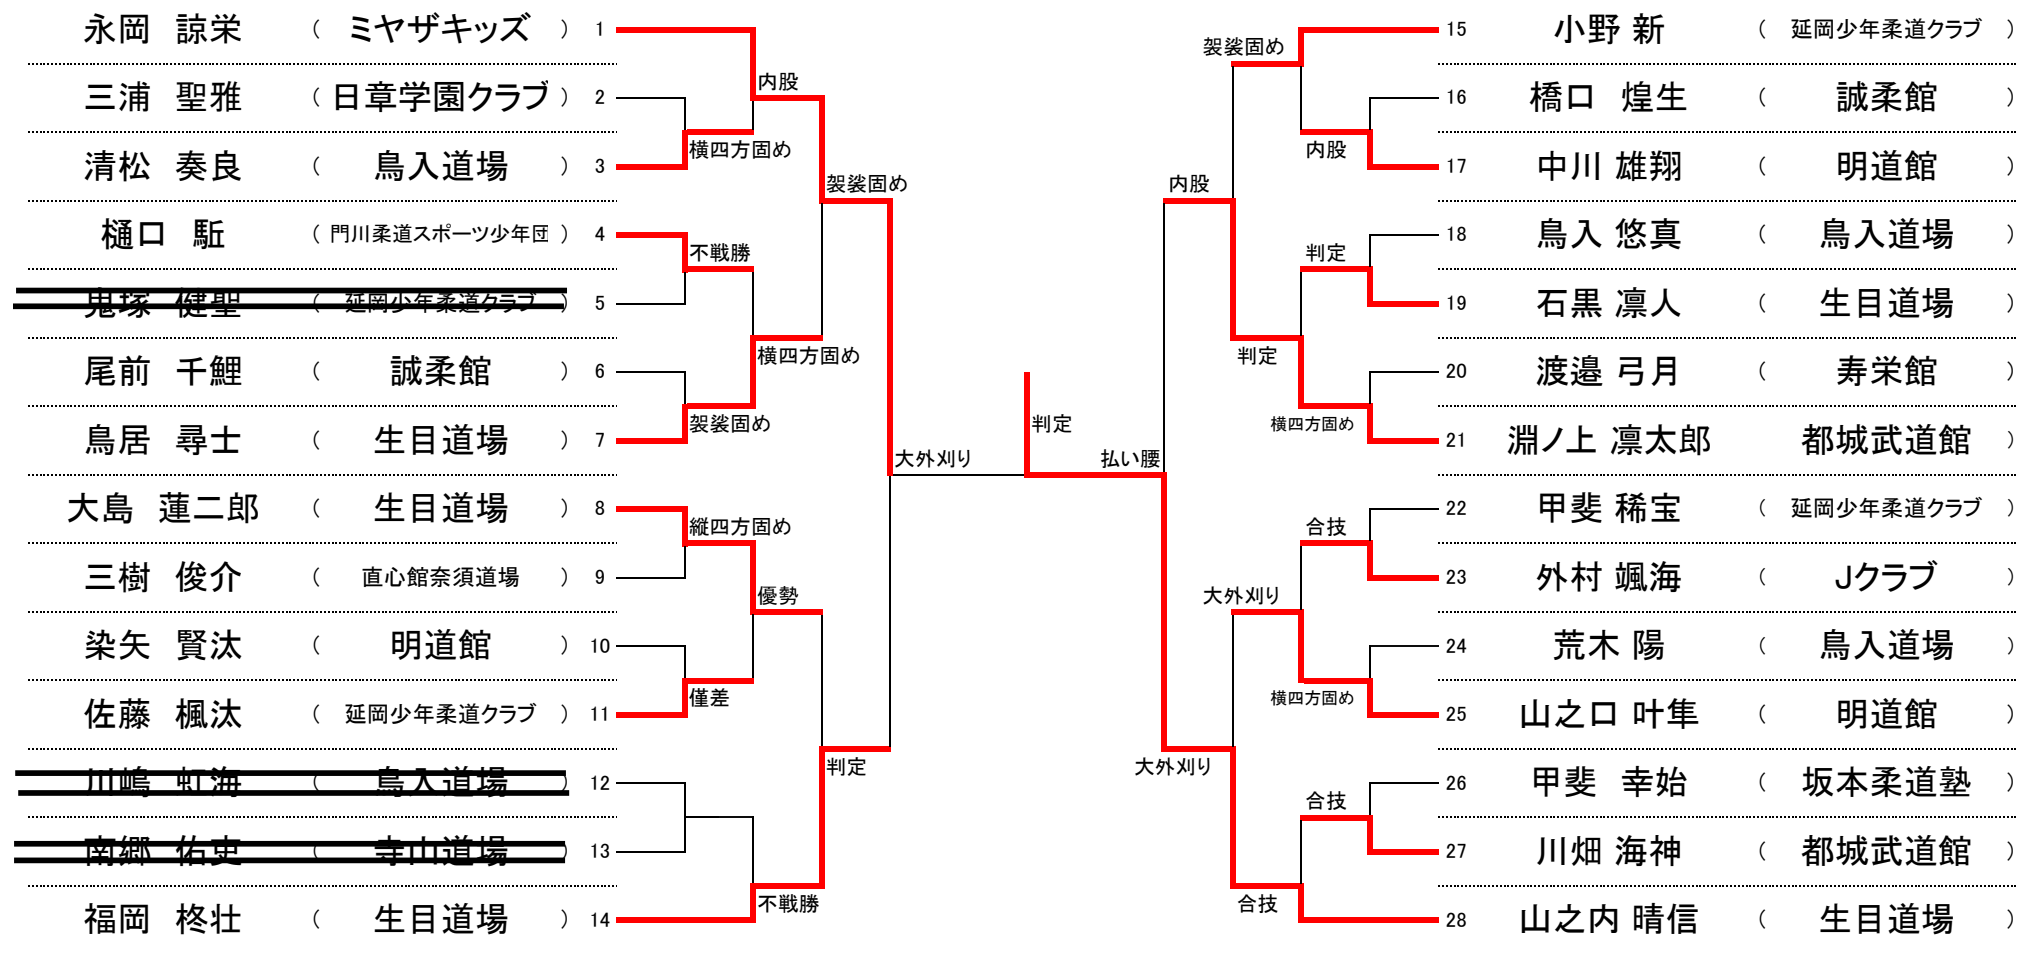 永岡 諒栄 （ ミヤザキッズ ） 1
三浦 聖雅 （ 日章学園クラブ ） 2
清松 奏良 （ 鳥入道場 ） 3
樋口 駈 （ 門川柔道スポーツ少年団 ） 4
鬼塚 健聖 （ 延岡少年柔道クラブ ） 5
尾前 千鯉 （ 誠柔館 ） 6
鳥居 尋士 （ 生目道場 ） 7
大島 蓮二郎 （ 生目道場 ） 8
三樹 俊介 （ 直心館奈須道場 ） 9
染矢 賢汰 （ 明道館 ） 10
佐藤 楓汰 （ 延岡少年柔道クラブ ） 11
川嶋 虹海 （ 鳥入道場 ） 12
南郷 佑吏 （ 寺山道場 ） 13
福岡 柊壮 （ 生目道場 ） 14
内股
横四方固め
袈裟固め
不戦勝
横四方固め
袈裟固め
大外刈り
縦四方固め
優勢
僅差
判定
不戦勝
判定
払い腰
袈裟固め
内股
内股
判定
判定
横四方固め
合技
大外刈り
横四方固め
大外刈り
合技
合技
15 小野 新 （ 延岡少年柔道クラブ ）
16 橋口 煌生 （ 誠柔館 ）
17 中川 雄翔 （ 明道館 ）
18 鳥入 悠真 （ 鳥入道場 ）
19 石黒 凛人 （ 生目道場 ）
20 渡邉 弓月 （ 寿栄館 ）
21 淵ノ上 凛太郎 都城武道館 ）
22 甲斐 稀宝 （ 延岡少年柔道クラブ ）
23 外村 颯海 （ Jクラブ ）
24 荒木 陽 （ 鳥入道場 ）
25 山之口 叶隼 （ 明道館 ）
26 甲斐 幸始 （ 坂本柔道塾 ）
27 川畑 海神 （ 都城武道館 ）
28 山之内 晴信 （ 生目道場 ）